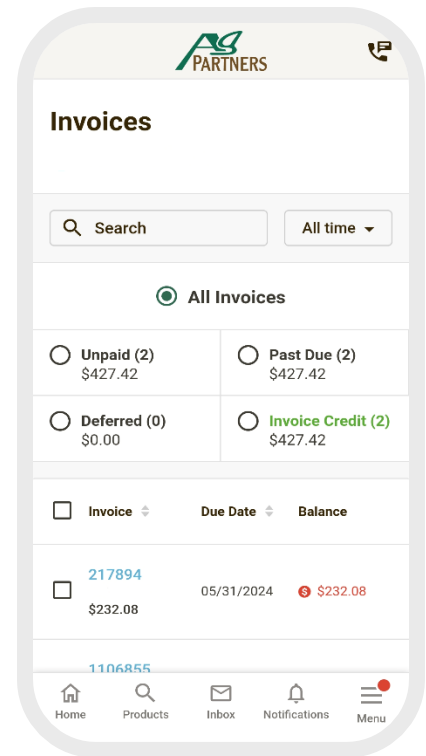 Ag
PARTNERS
Invoices
Search
All time
All Invoices
Unpaid (2)
$427.42
Past Due (2)
$427.42
Deferred (0)
$0.00
Invoice Credit (2)
$427.42
Invoice Due Date Balance
217894
$232.08
05/31/2024
$ $232.08
1106855
Home Products Inbox Notifications Menu